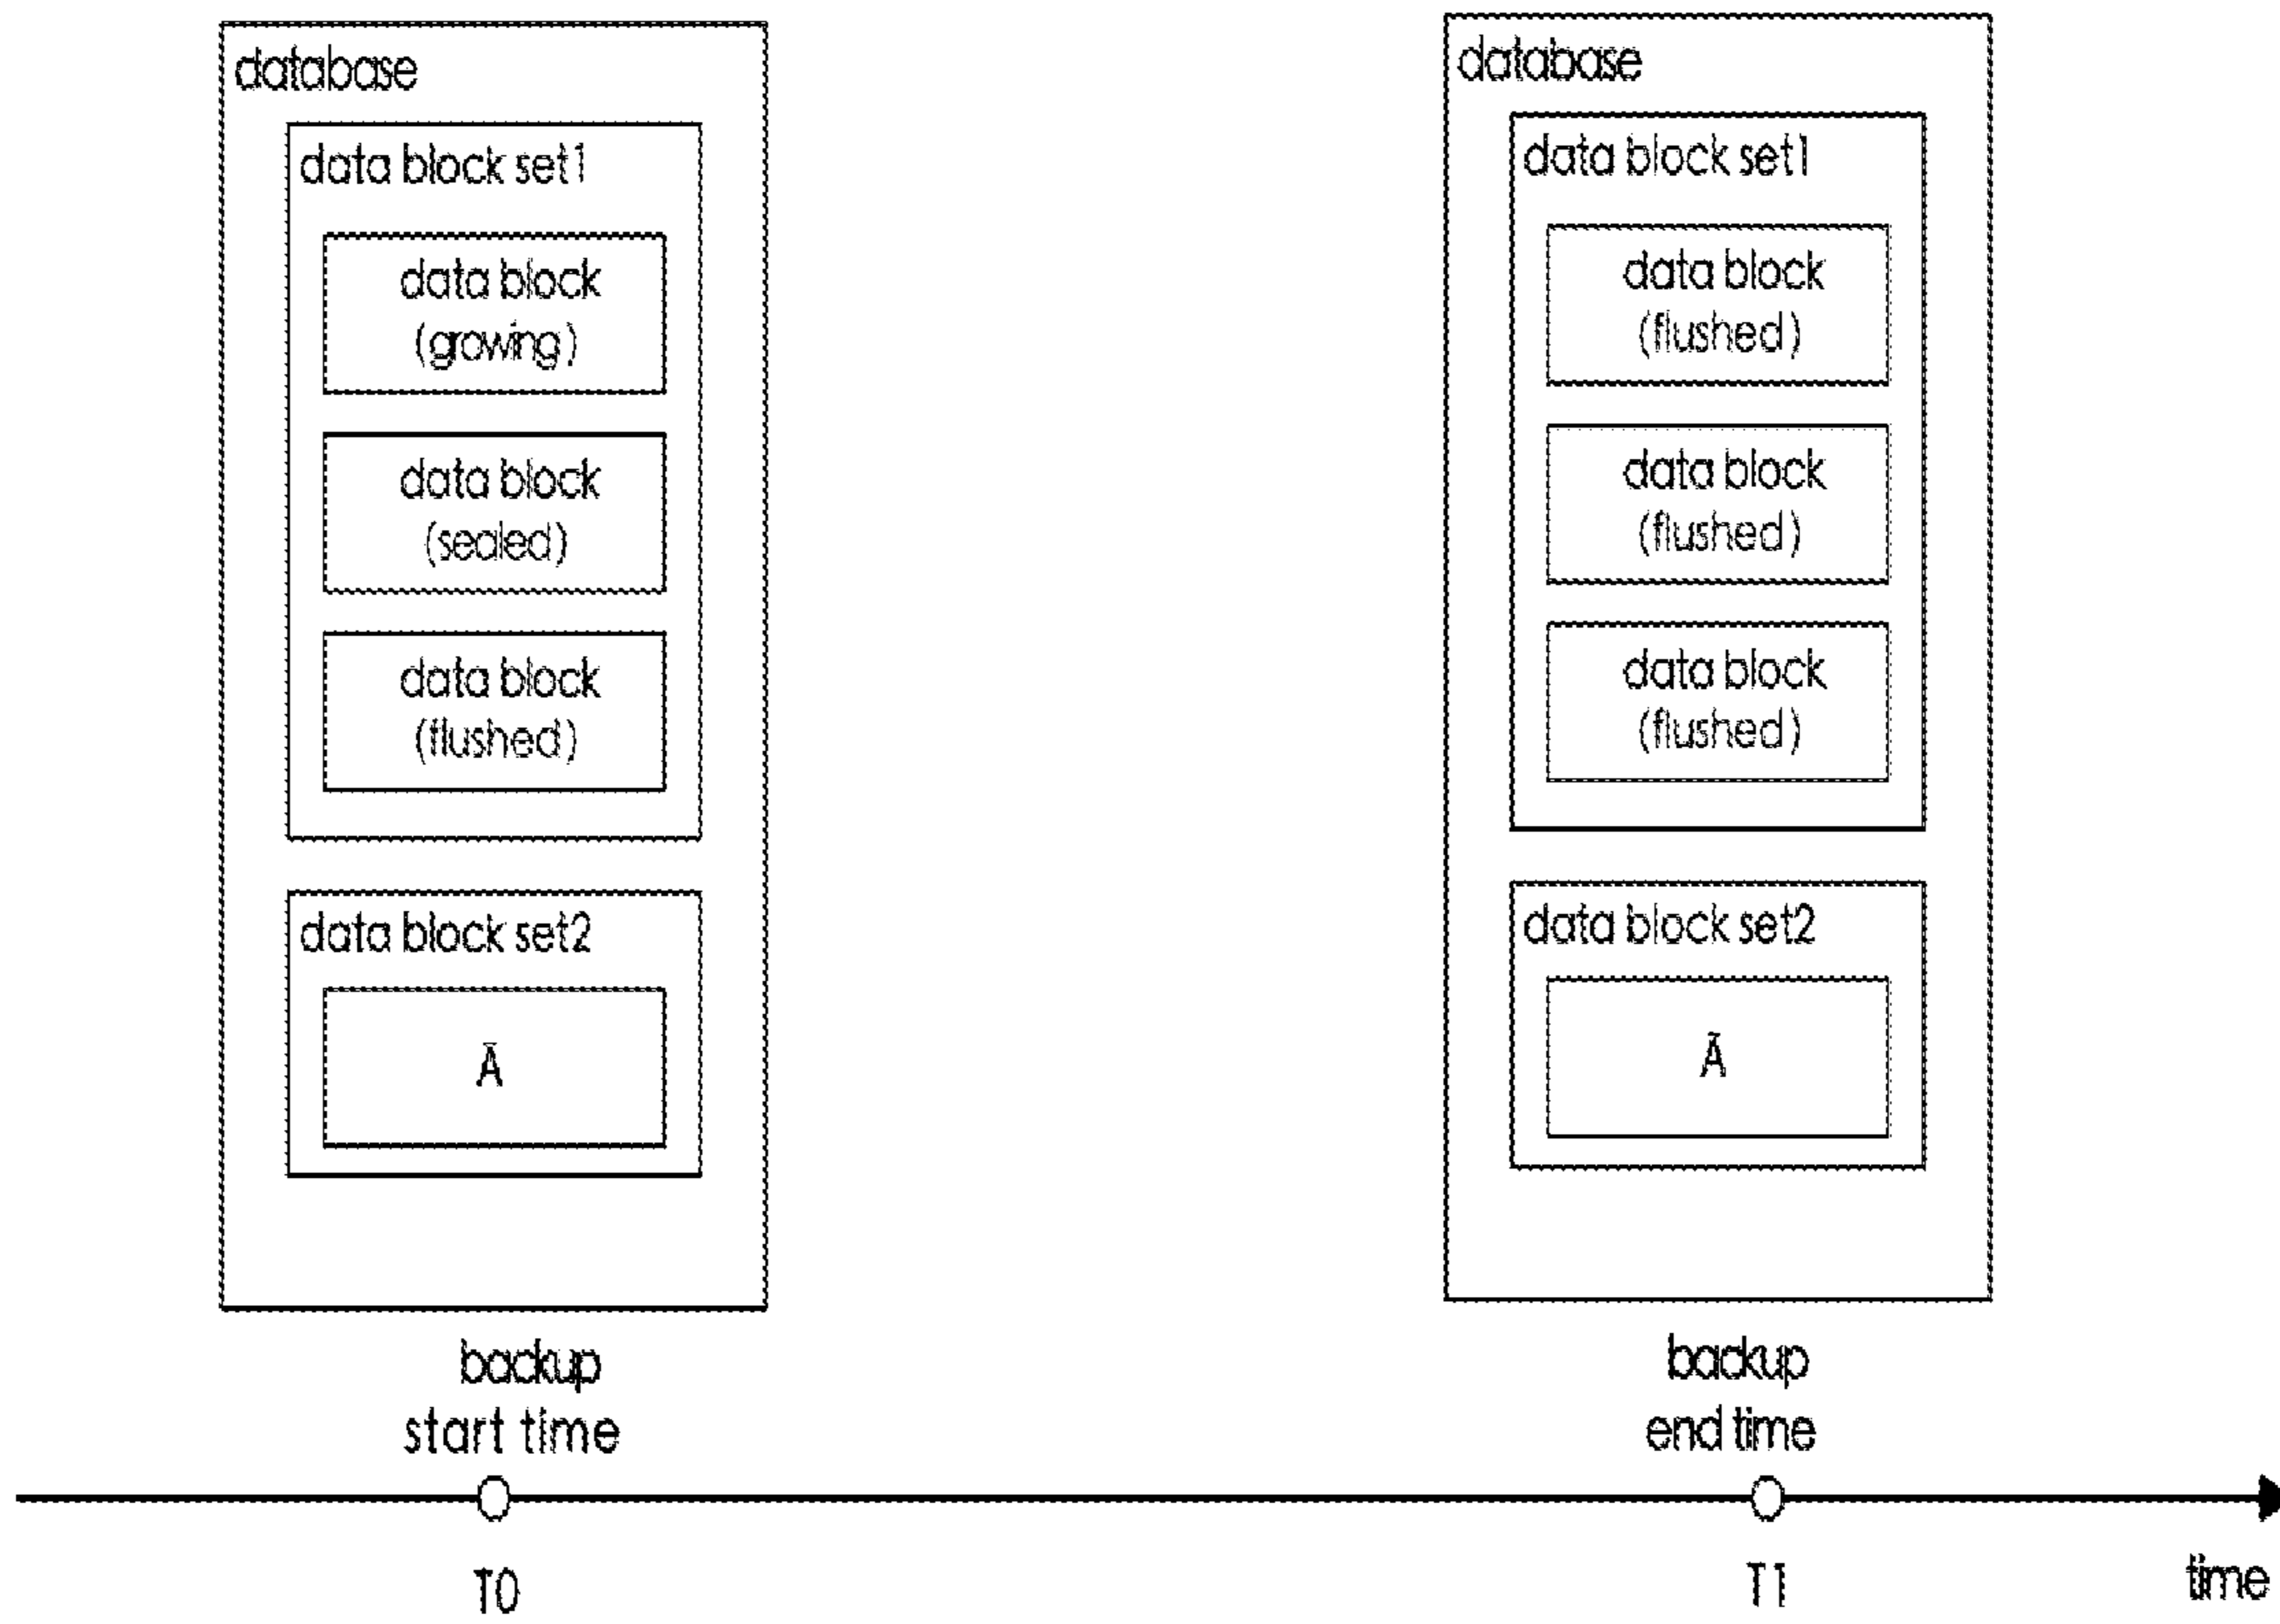 database
data block set1
data block
(growing)
data block
(sealed)
data block
(flushed)
data block set2
Ā
backup
start time
T0
database
data block set1
data block
(flushed)
data block
(flushed)
data block
(flushed)
data block set2
Ā
backup
end time
T1
time